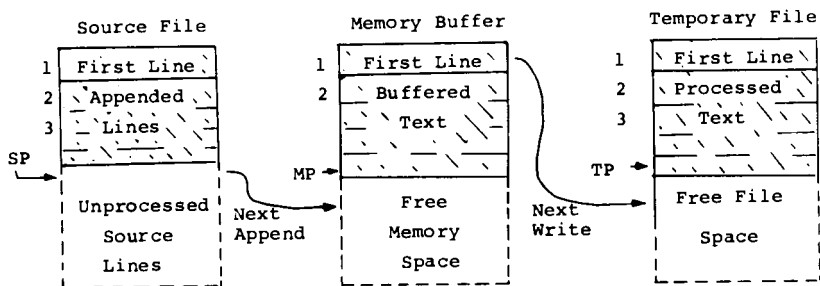 Source File
1 First Line
2 Appended
3 Lines
SP
Unprocessed
Source
Lines
Next
Append
Memory Buffer
1 First Line
2 Buffered
Text
MP
Free
Memory
Space
Next
Write
Temporary File
1 First Line
2 Processed
3 Text
TP
Free File
Space